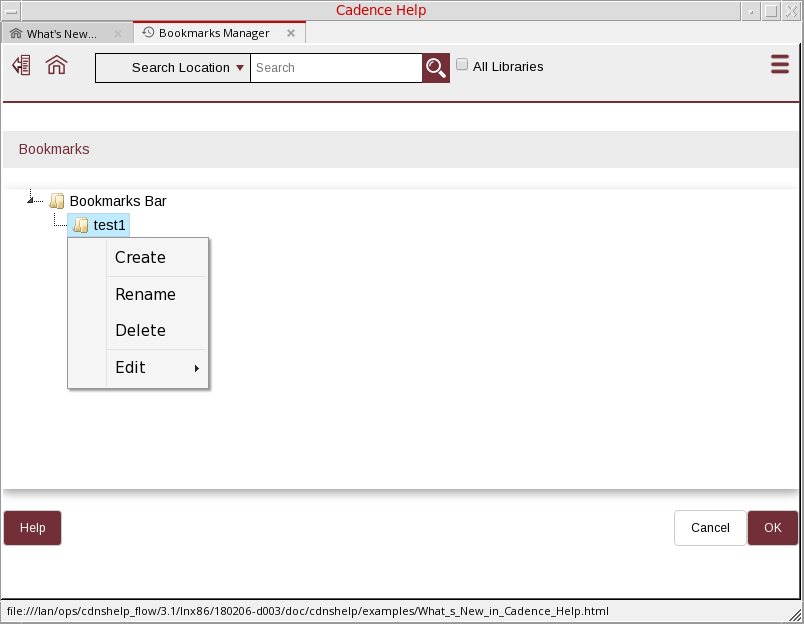 Cadence Help
What's New...
Bookmarks Manager
Search Location
Search
All Libraries
Bookmarks
Bookmarks Bar
test1
Create
Rename
Delete
Edit
Help
Cancel
OK
file:///lan/ops/cdnshelp_flow/3.1/lnx86/180206-d003/doc/cdnshelp/examples/What_s_New_in_Cadence_Help.html